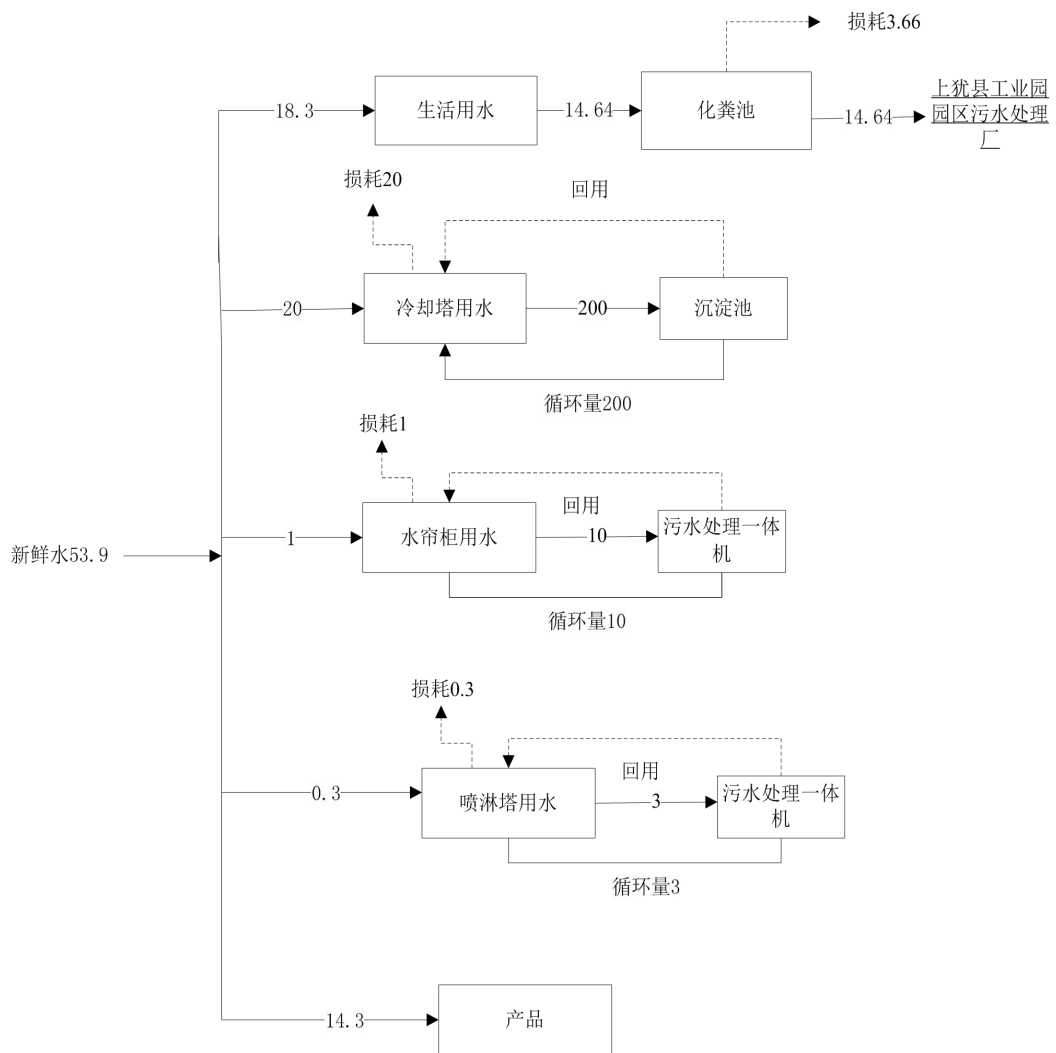 损耗3.66
上犹县工业园
园区污水处理
厂
18.3
生活用水
14.64
化粪池
14.64
损耗20
回用
20
冷却塔用水
200
沉淀池
循环量200
损耗1
回用
新鲜水53.9
1
水帘柜用水
10
污水处理一体
机
循环量10
损耗0.3
回用
0.3
喷淋塔用水
3
污水处理一体
机
循环量3
14.3
产品